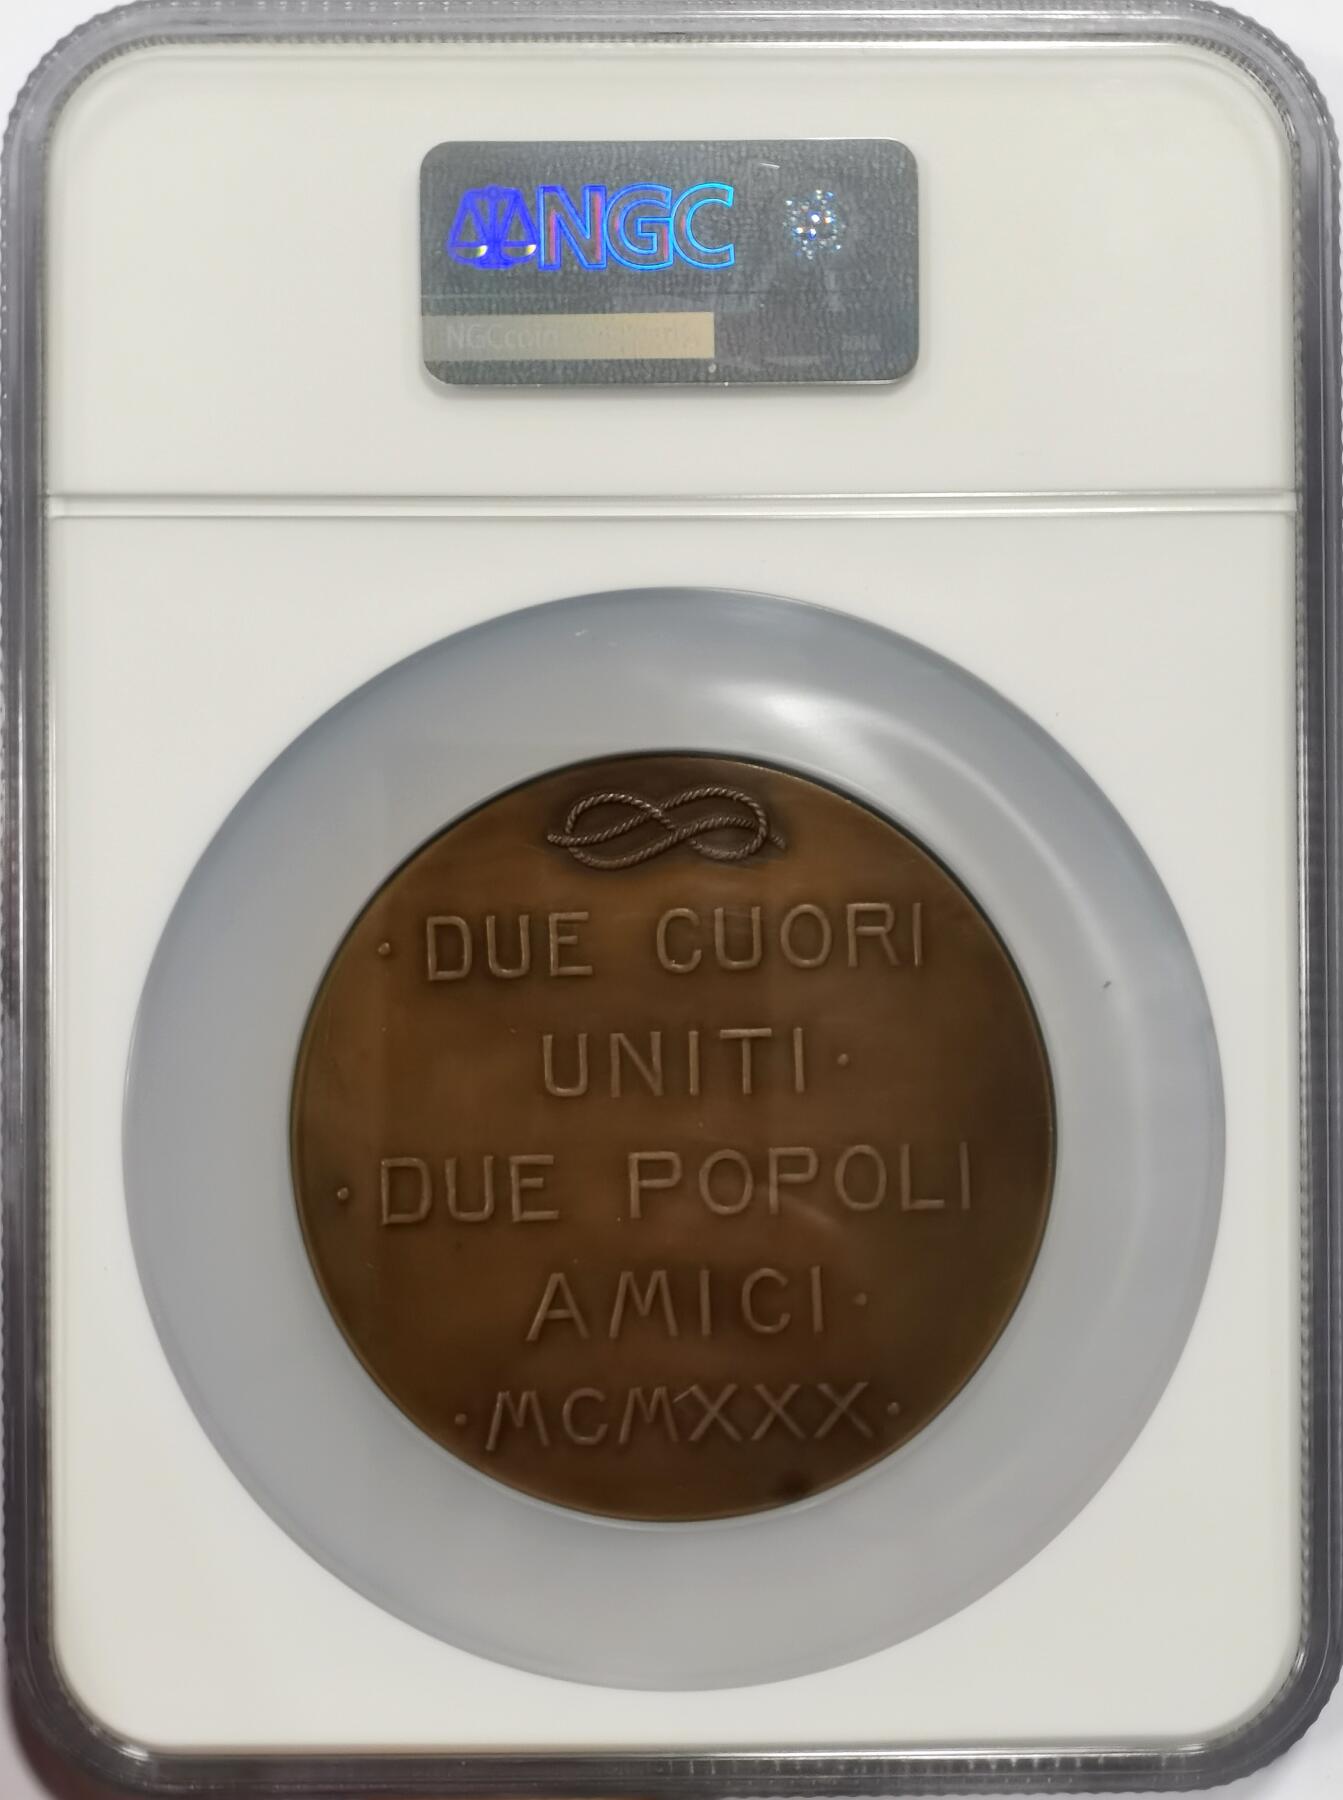 NGC
· DUE CUORI
UNITI ·
· DUE POPOLI
AMICI ·
· MCMXXX ·